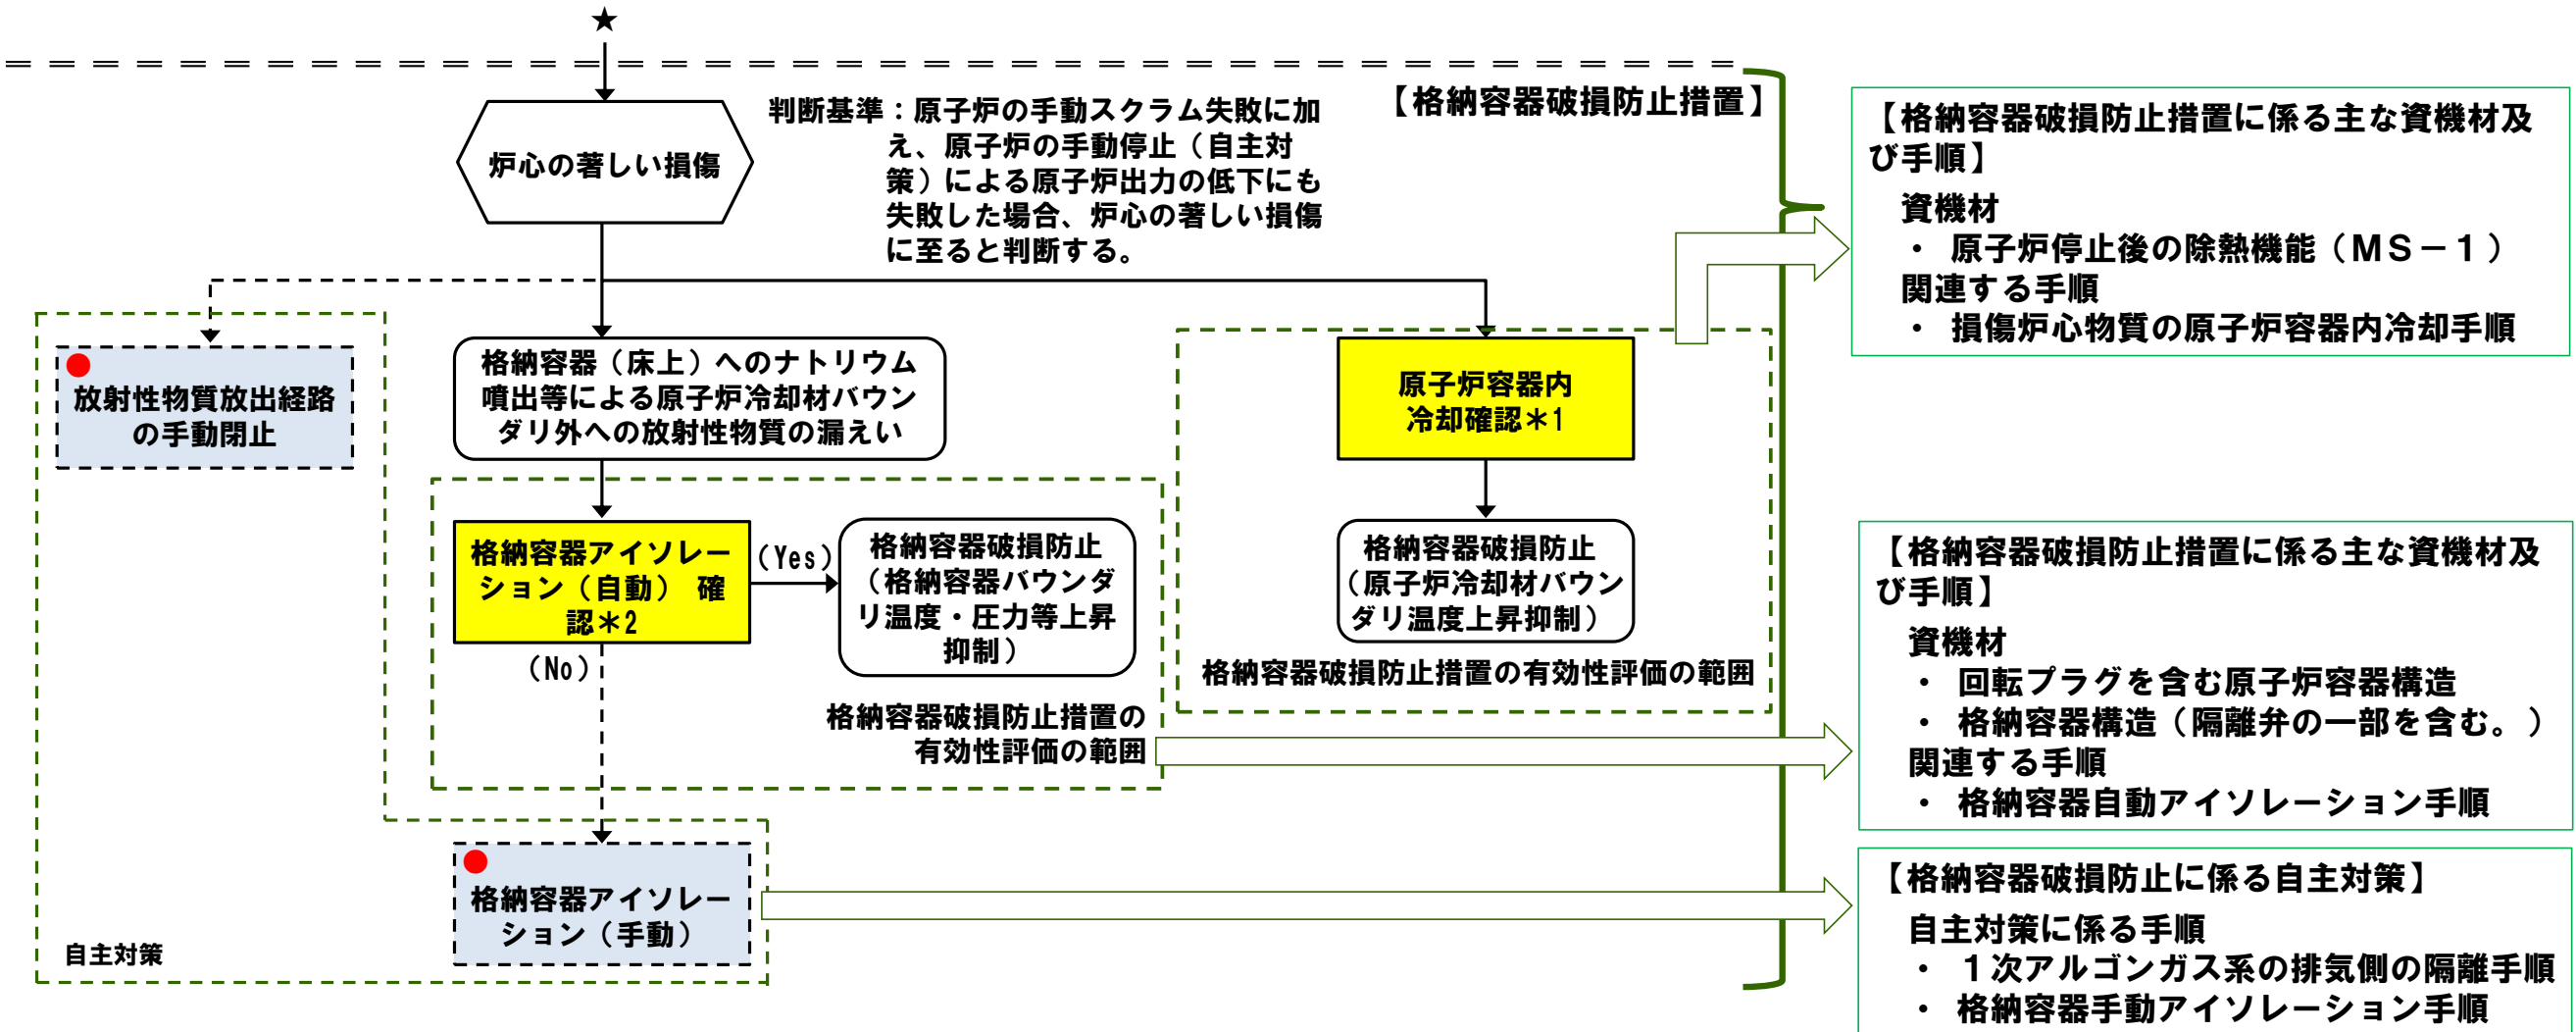 ★
【格納容器破損防止措置】
炉心の著しい損傷
判断基準：原子炉の手動スクラム失敗に加
え、原子炉の手動停止（自主対
策）による原子炉出力の低下にも
失敗した場合、炉心の著しい損傷
に至ると判断する。
放射性物質放出経路
の手動閉止
格納容器（床上）へのナトリウム
噴出等による原子炉冷却材バウン
ダリ外への放射性物質の漏えい
原子炉容器内
冷却確認＊1
格納容器アイソレー
ション（自動） 確
認＊2
（Yes）
（No）
格納容器破損防止
（格納容器バウンダ
リ温度・圧力等上昇
抑制）
格納容器破損防止
（原子炉冷却材バウン
ダリ温度上昇抑制）
格納容器破損防止措置の有効性評価の範囲
格納容器破損防止措置の
有効性評価の範囲
格納容器アイソレー
ション（手動）
自主対策
【格納容器破損防止措置に係る主な資機材及
び手順】
資機材
・ 原子炉停止後の除熱機能（ＭＳ－１）
関連する手順
・ 損傷炉心物質の原子炉容器内冷却手順
【格納容器破損防止措置に係る主な資機材及
び手順】
資機材
・ 回転プラグを含む原子炉容器構造
・ 格納容器構造（隔離弁の一部を含む。）
関連する手順
・ 格納容器自動アイソレーション手順
【格納容器破損防止に係る自主対策】
自主対策に係る手順
・ １次アルゴンガス系の排気側の隔離手順
・ 格納容器手動アイソレーション手順